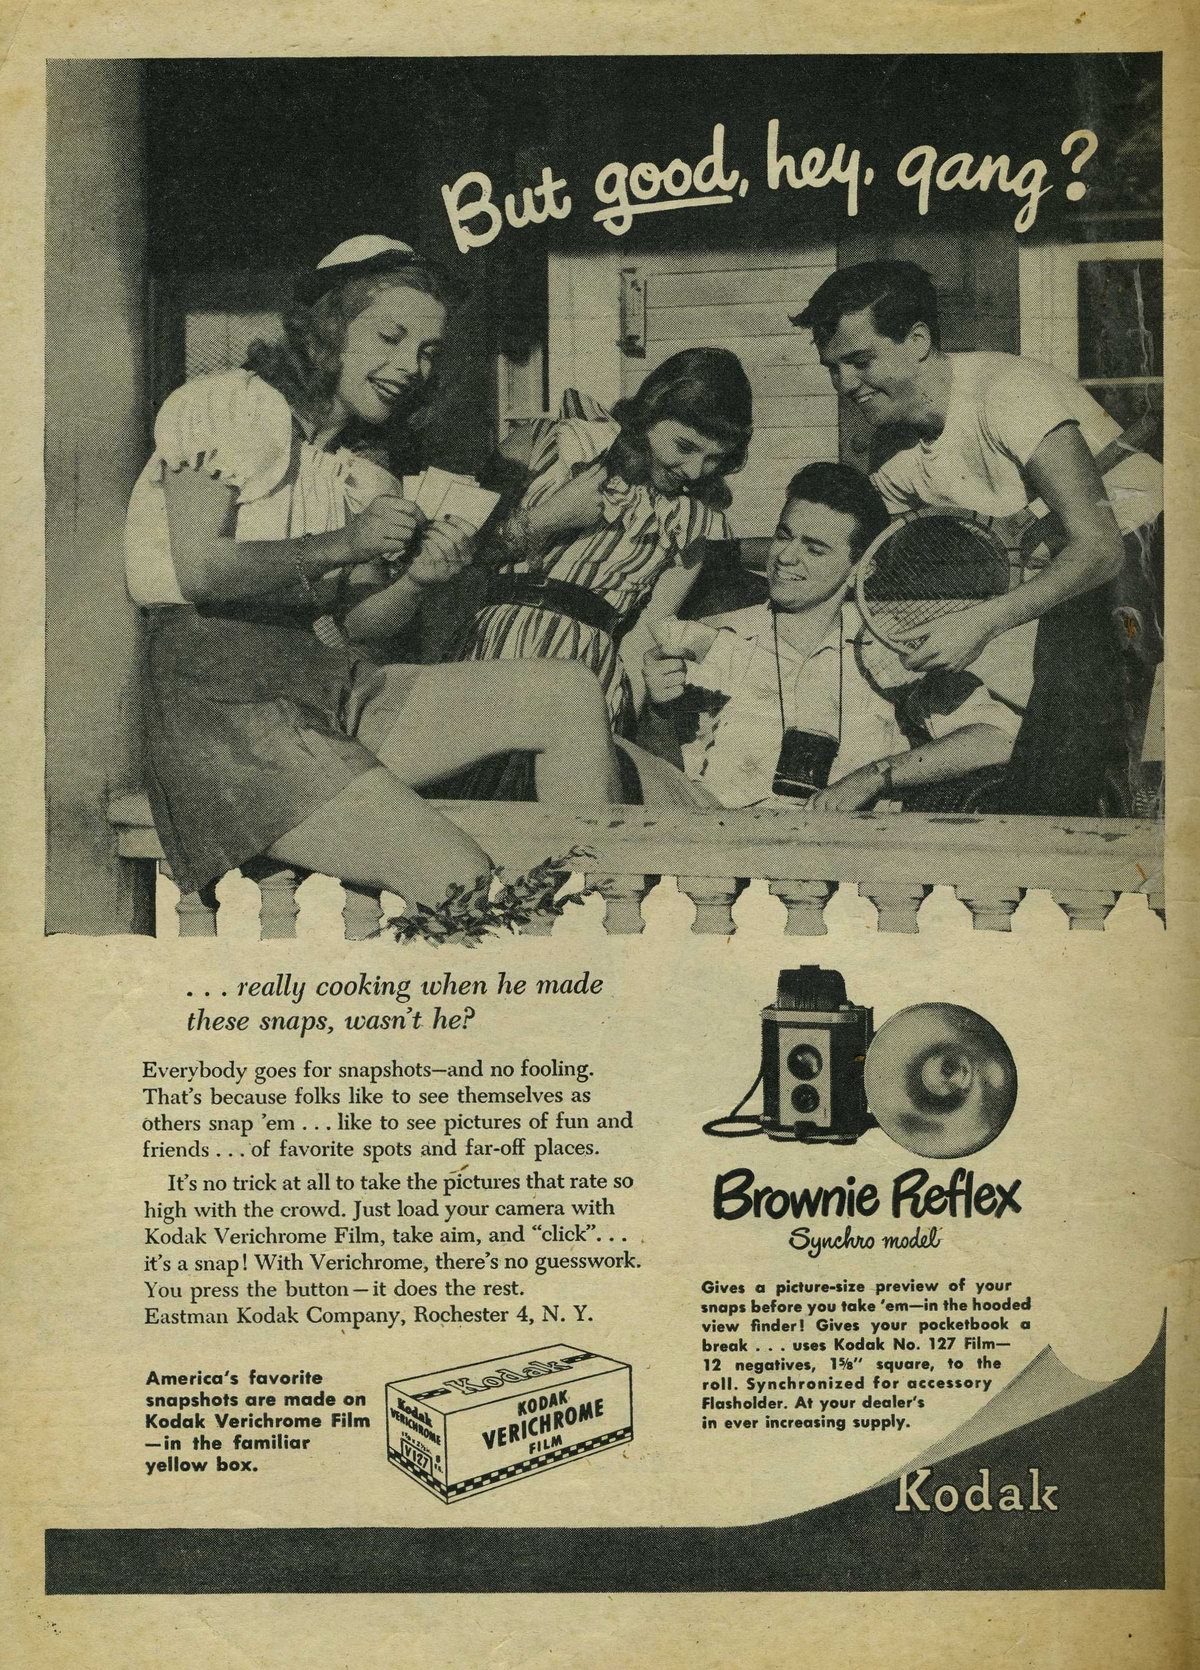 But good, hey, gang?
. . . really cooking when he made
these snaps, wasn't he?
Everybody goes for snapshots—and no fooling.
That's because folks like to see themselves as
others snap 'em . . . like to see pictures of fun and
friends . . . of favorite spots and far-off places.
It's no trick at all to take the pictures that rate so
high with the crowd. Just load your camera with
Kodak Verichrome Film, take aim, and “click”. . .
it's a snap! With Verichrome, there's no guesswork.
You press the button—it does the rest.
Eastman Kodak Company, Rochester 4, N. Y.
America's favorite
snapshots are made on
Kodak Verichrome Film
—in the familiar
yellow box.
Kodak
Kodak
VERICHROME
V127
KODAK
VERICHROME
FILM
Brownie Reflex
Synchro model
Gives a picture-size preview of your
snaps before you take 'em—in the hooded
view finder! Gives your pocketbook a
break . . . uses Kodak No. 127 Film—
12 negatives, 1⅝" square, to the
roll. Synchronized for accessory
Flasholder. At your dealer's
in ever increasing supply.
Kodak